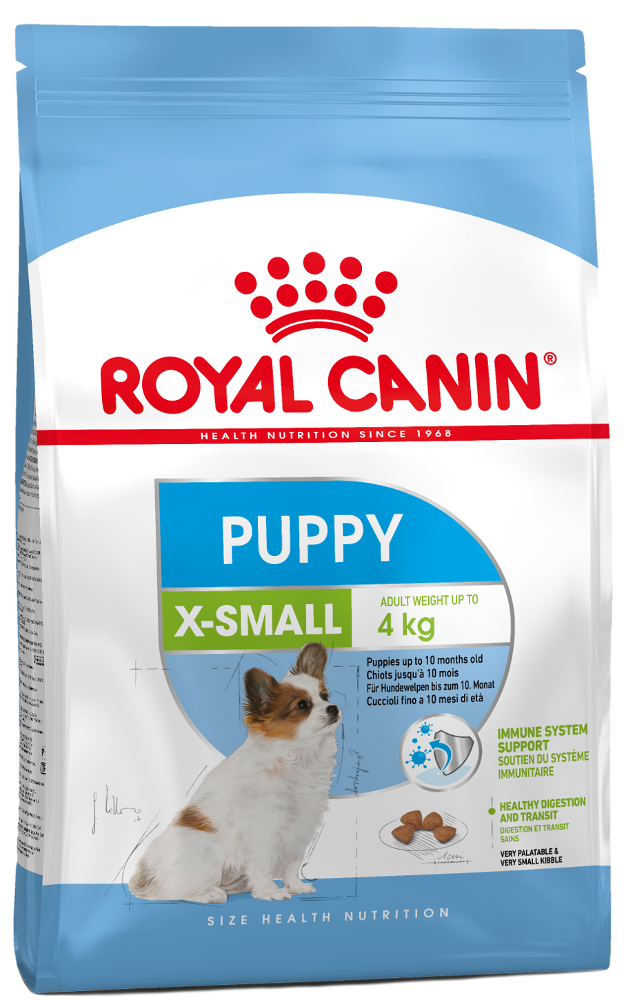 ROYAL CANIN®
HEALTH NUTRITION SINCE 1968
PUPPY
X-SMALL
ADULT WEIGHT UP TO
4 kg
Puppies up to 10 months old
Chiots jusqu'à 10 mois
Für Hundewelpen bis zum 10. Monat
Cuccioli fino a 10 mesi di età
IMMUNE SYSTEM
SUPPORT
SOUTIEN DU SYSTÈME
IMMUNITAIRE
HEALTHY DIGESTION
AND TRANSIT
DIGESTION ET TRANSIT
SAINS
VERY PALATABLE &
VERY SMALL KIBBLE
1cm
SIZE HEALTH NUTRITION